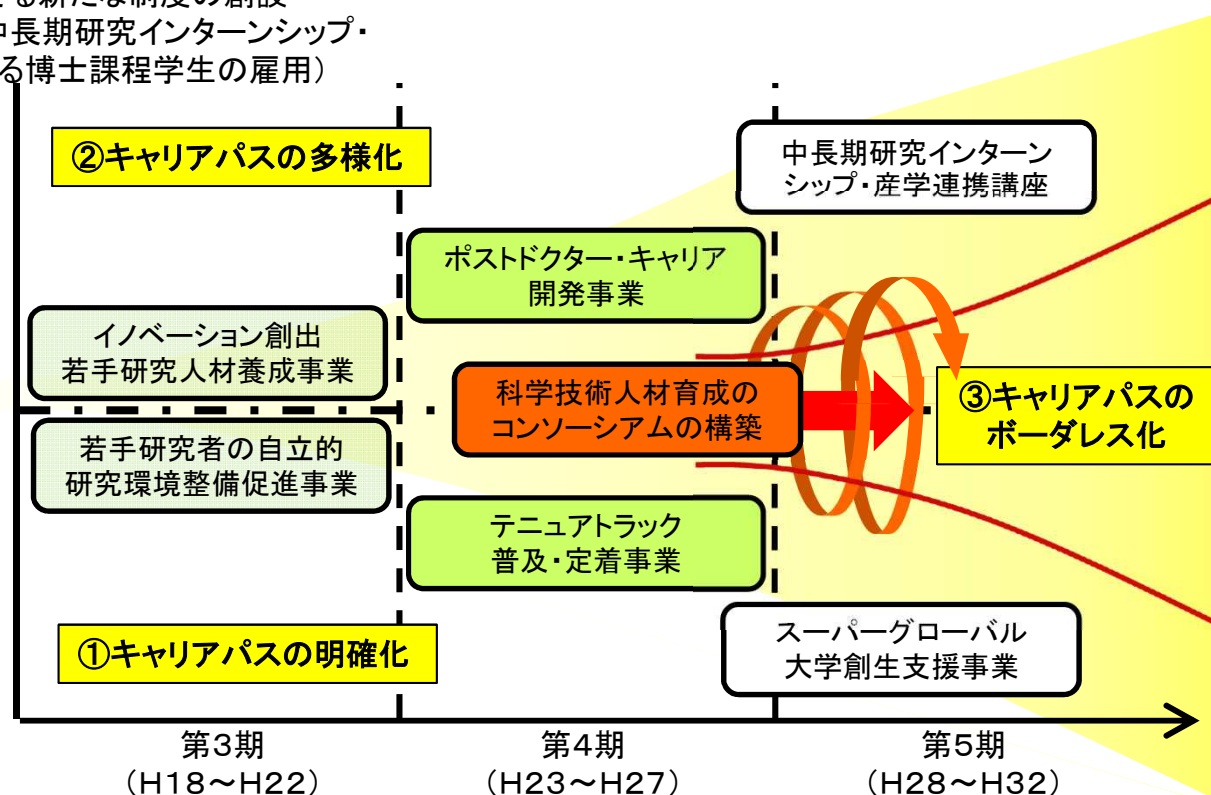 る新たな制度の創設
中長期研究インターンシップ・
る博士課程学生の雇用)
②キャリアパスの多様化
中長期研究インターン
シップ・産学連携講座
ポストドクター・キャリア
開発事業
イノベーション創出
若手研究人材養成事業
科学技術人材育成の
コンソーシアムの構築
③キャリアパスの
ボーダレス化
若手研究者の自立的
研究環境整備促進事業
テニュアトラック
普及・定着事業
①キャリアパスの明確化
スーパーグローバル
大学創生支援事業
第3期
(H18～H22)
第4期
(H23～H27)
第5期
(H28～H32)